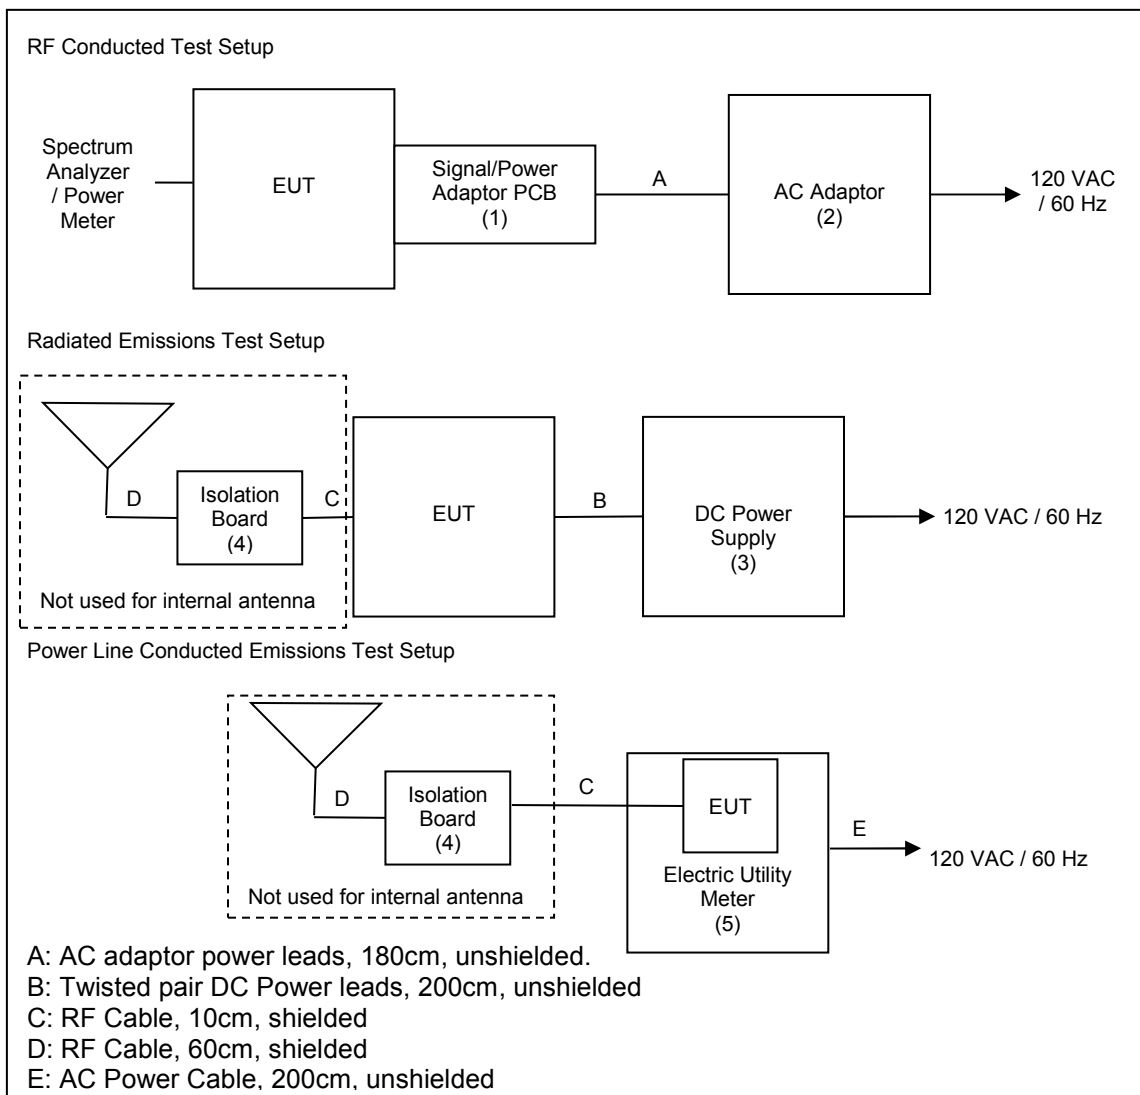 RF Conducted Test Setup
Spectrum
Analyzer
/ Power
Meter
EUT
Signal/Power
Adaptor PCB
(1)
A
AC Adaptor
(2)
120 VAC
/ 60 Hz
Radiated Emissions Test Setup
D
Isolation
Board
(4)
C
EUT
B
DC Power
Supply
(3)
120 VAC / 60 Hz
Not used for internal antenna
Power Line Conducted Emissions Test Setup
D
Isolation
Board
(4)
C
EUT
Electric Utility
Meter
(5)
E
120 VAC / 60 Hz
Not used for internal antenna
A: AC adaptor power leads, 180cm, unshielded.
B: Twisted pair DC Power leads, 200cm, unshielded
C: RF Cable, 10cm, shielded
D: RF Cable, 60cm, shielded
E: AC Power Cable, 200cm, unshielded